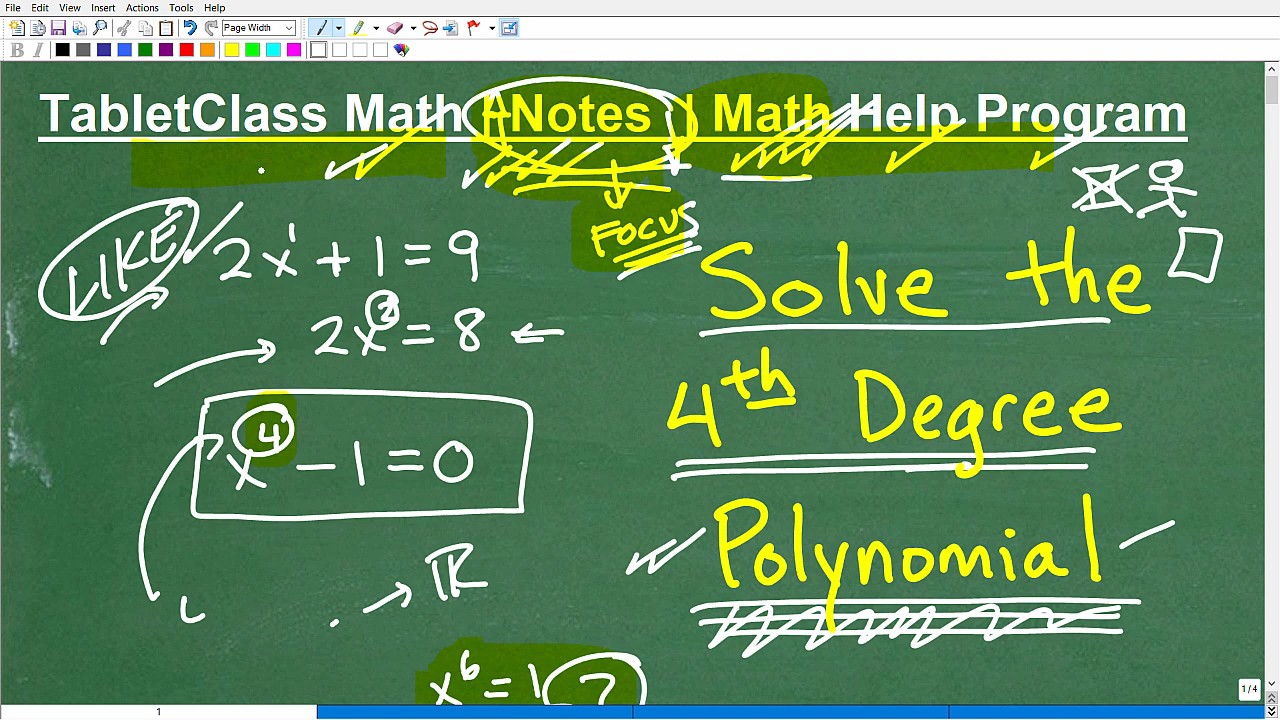 File Edit View Insert Actions Tools Help
Page Width
B I
TabletClass Math | Notes | Math Help Program
FOCUS
LIKE
2x¹ + 1 = 9
2x² = 8
x⁴ - 1 = 0
Solve the
4th Degree
Polynomial
ℝ
x⁶ = 1 ?
1/4
1